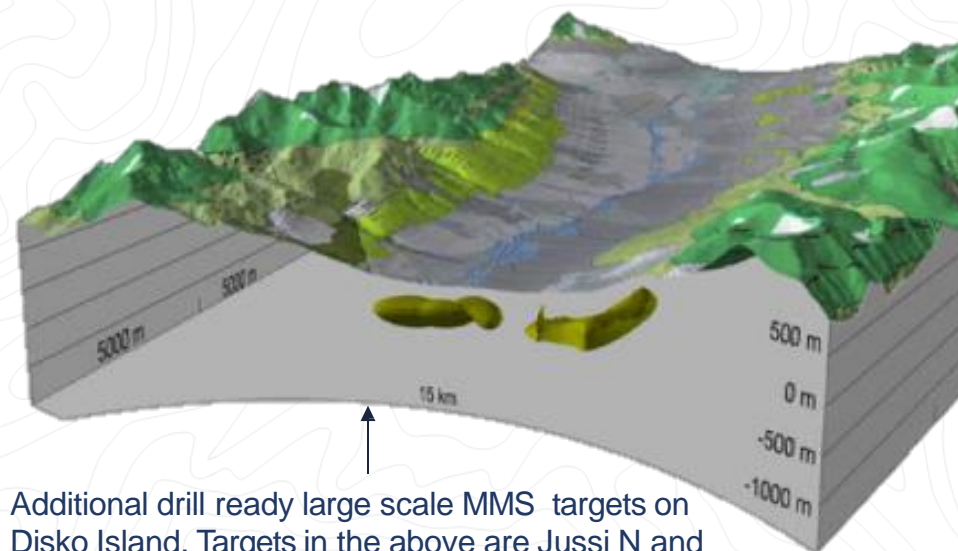 5000 m
5000 m
15 km
500 m
0 m
-500 m
-1000 m
Additional drill ready large scale MMS targets on
Disko Island. Targets in the above are Jussi N and